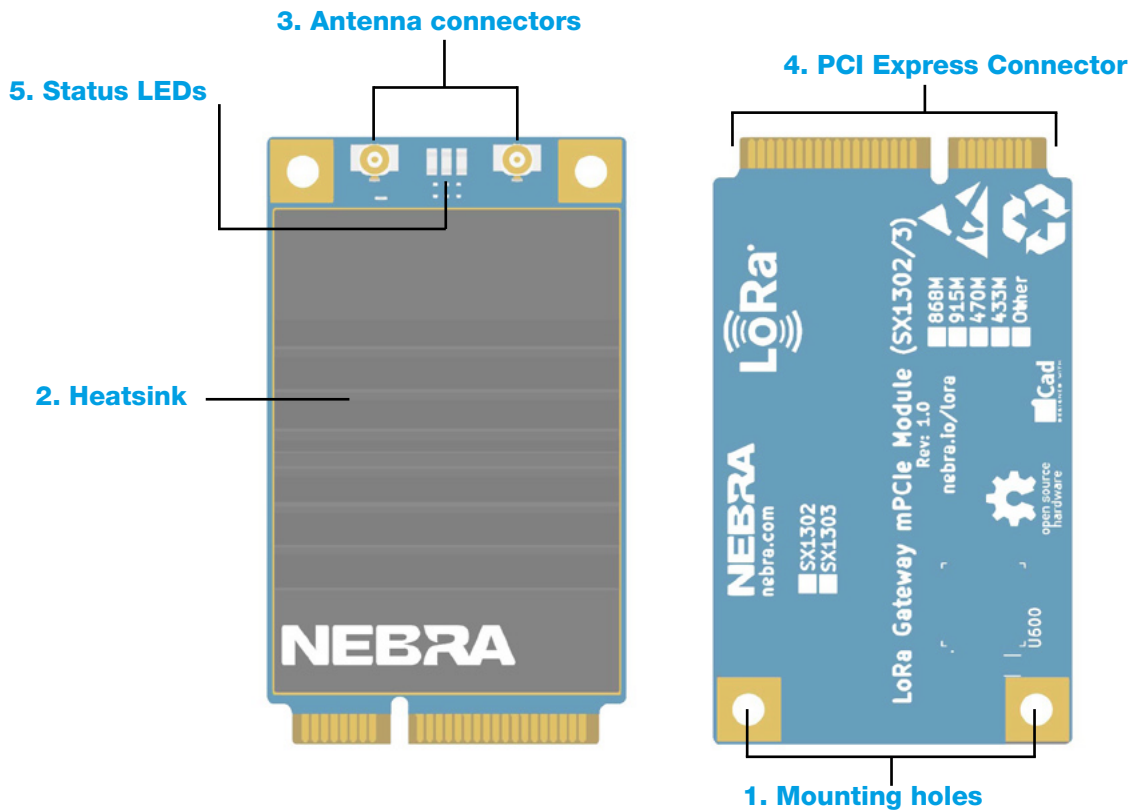 3. Antenna connectors
5. Status LEDs
2. Heatsink
NEBRA
4. PCI Express Connector
LoRa
NEBRA
nebra.com
SX1302
SX1303
LoRa Gateway mPCIe Module (SX1302/3)
Rev: 1.0
nebra.io/lora
868M
915M
470M
433M
Other
DESIGNED WITH
open source
hardware
U600
1. Mounting holes